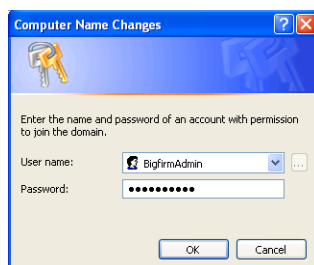 Computer Name Changes
Enter the name and password of an account with permission
to join the domain.
User name: BigfirmAdmin
Password: ••••••••••
OK Cancel